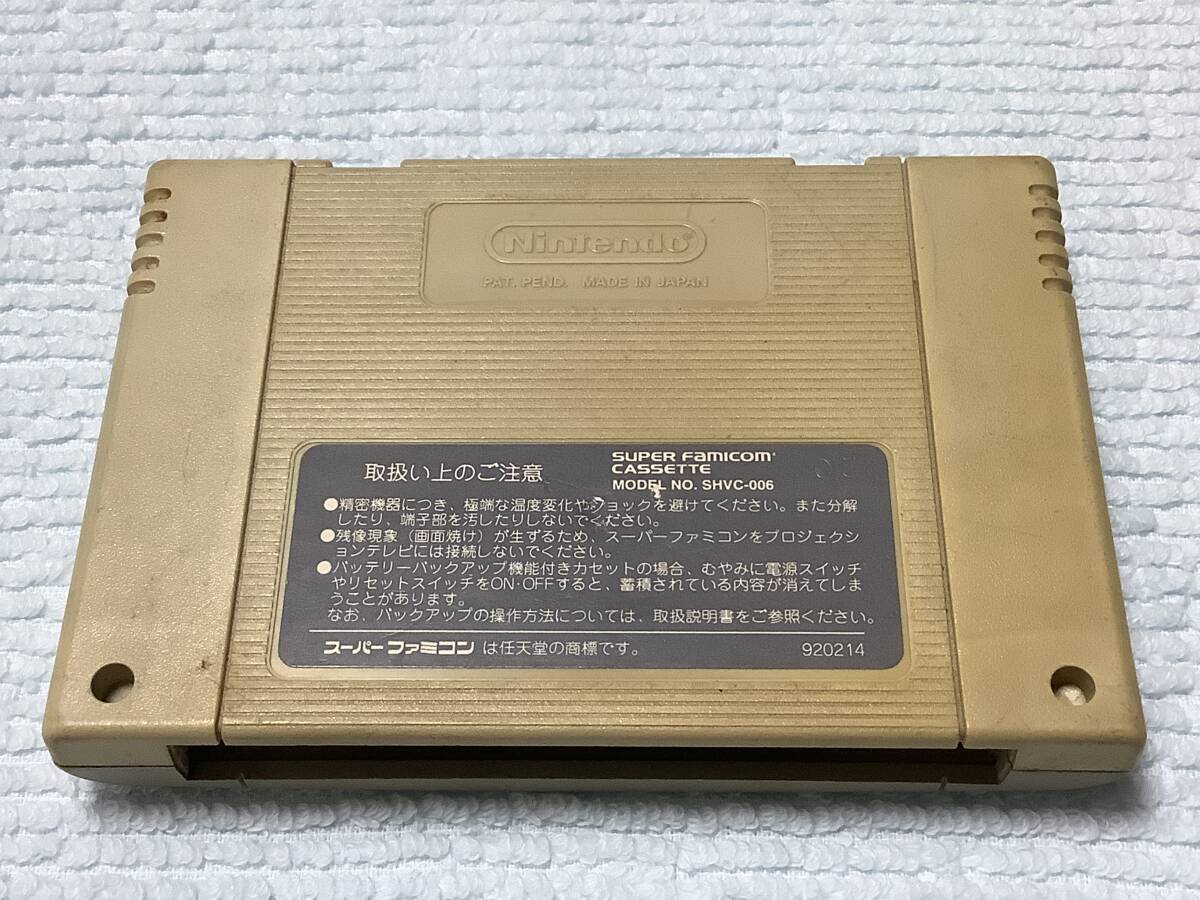 Nintendo®
PAT. PEND. MADE IN JAPAN
取扱い上のご注意
SUPER FAMICOM®
CASSETTE
MODEL NO. SHVC-006
●精密機器につき、極端な温度変化やショックを避けてください。また分解
したり、端子部を汚したりしないでください。
●残像現象（画面焼け）が生ずるため、スーパーファミコンをプロジェクシ
ョンテレビには接続しないでください。
●バッテリーバックアップ機能付きカセットの場合、むやみに電源スイッチ
やリセットスイッチをON·OFFすると、蓄積されている内容が消えてしま
うことがあります。
なお、バックアップの操作方法については、取扱説明書をご参照ください。
スーパーファミコン は任天堂の商標です。
920214